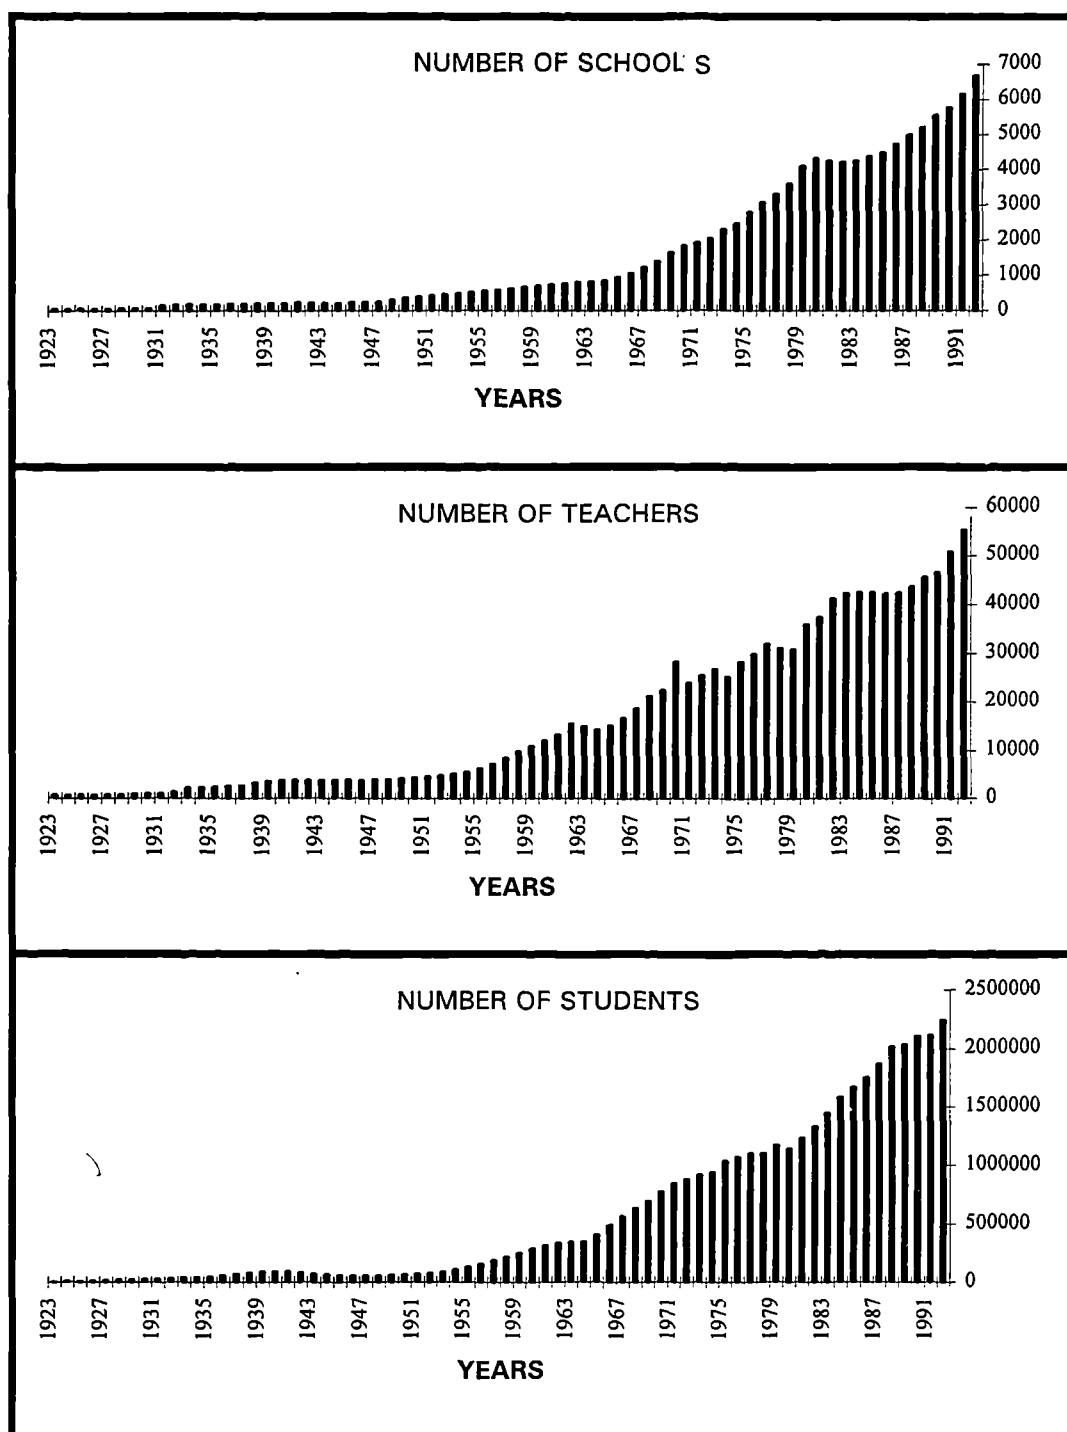 NUMBER OF SCHOOL S
7000
6000
5000
4000
3000
2000
1000
0
1923 1927 1931 1935 1939 1943 1947 1951 1955 1959 1963 1967 1971 1975 1979 1983 1987 1991
YEARS
NUMBER OF TEACHERS
60000
50000
40000
30000
20000
10000
0
1923 1927 1931 1935 1939 1943 1947 1951 1955 1959 1963 1967 1971 1975 1979 1983 1987 1991
YEARS
NUMBER OF STUDENTS
2500000
2000000
1500000
1000000
500000
0
1923 1927 1931 1935 1939 1943 1947 1951 1955 1959 1963 1967 1971 1975 1979 1983 1987 1991
YEARS